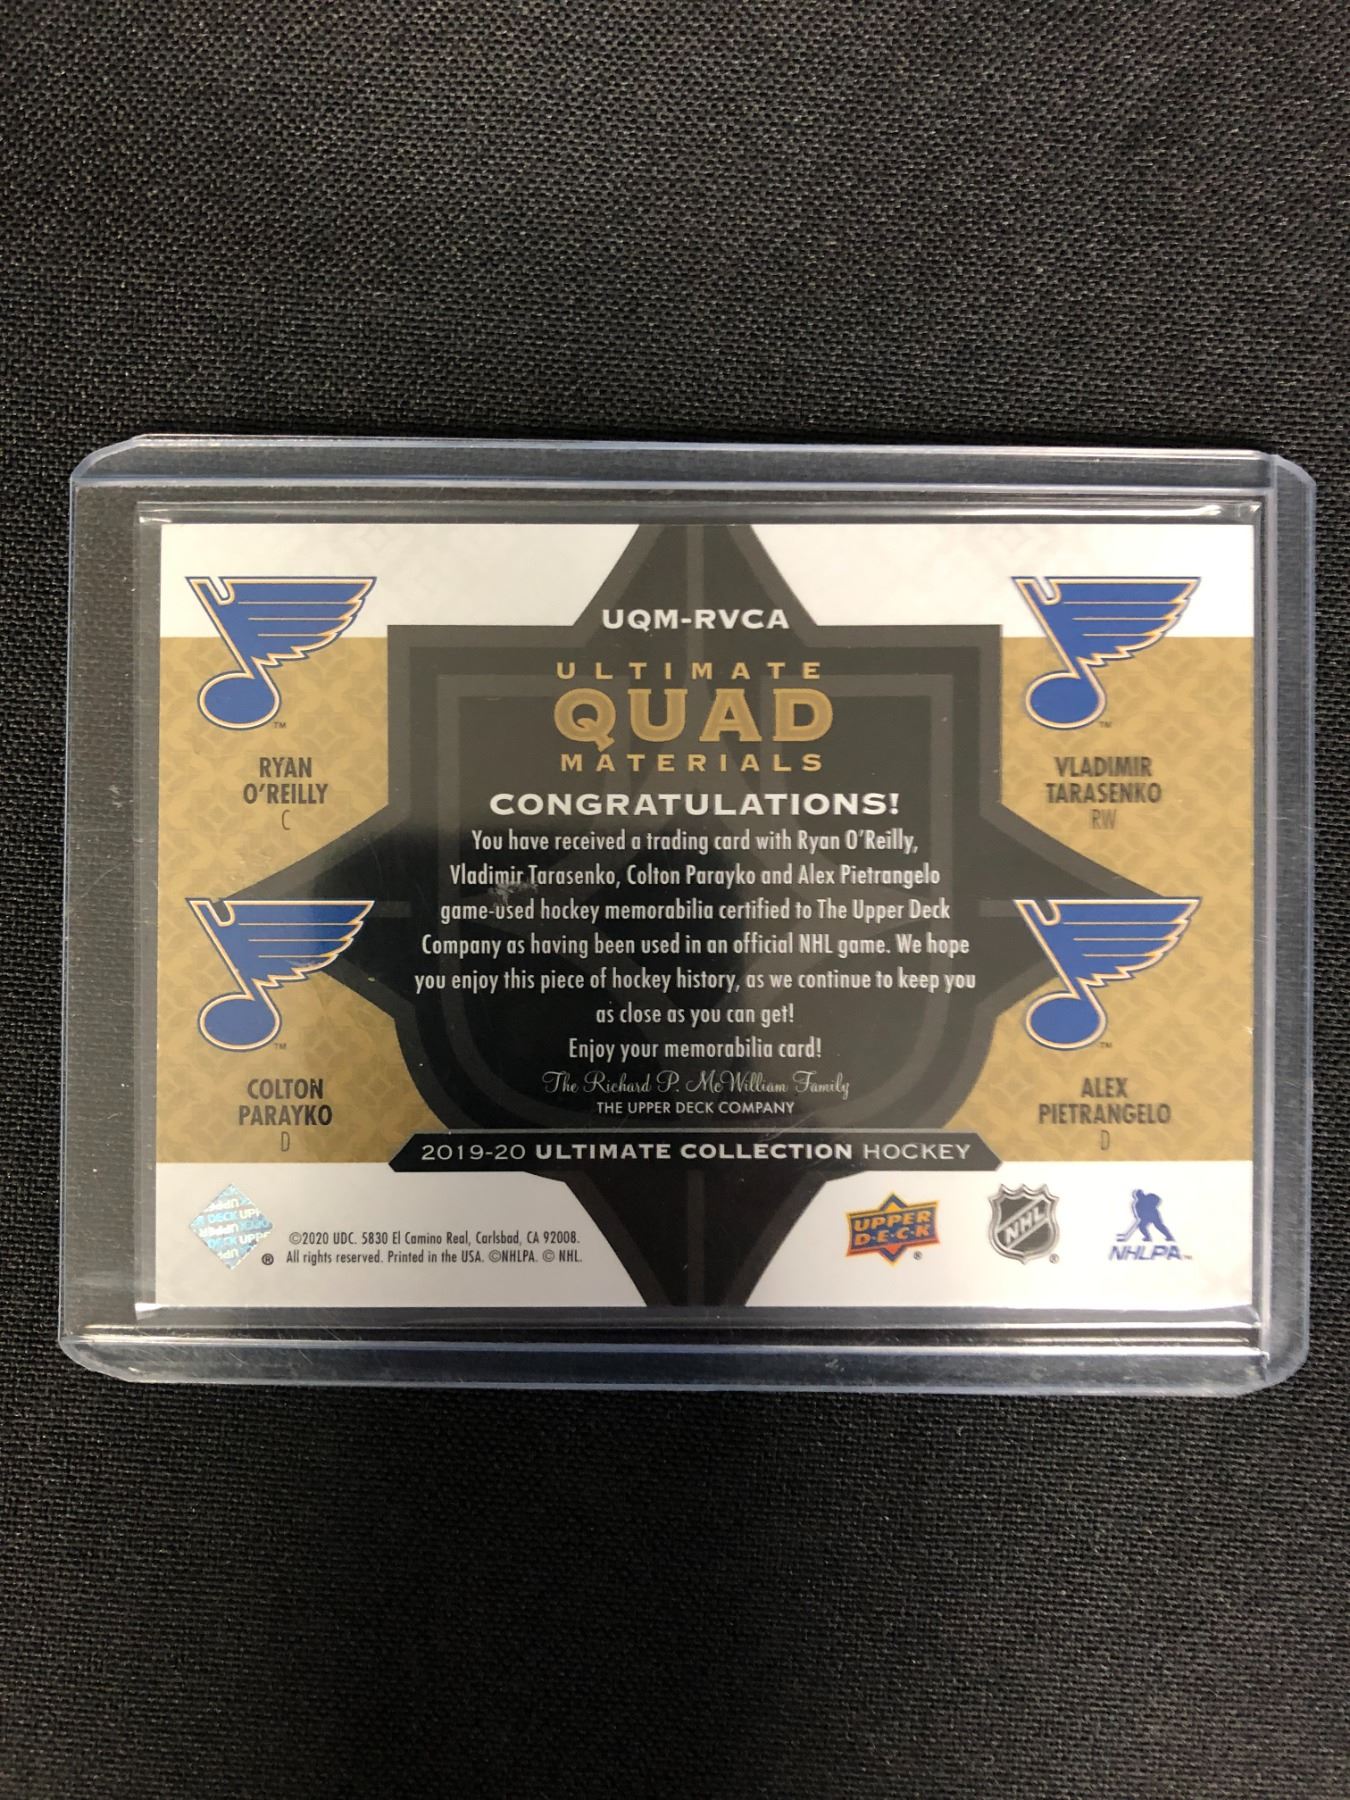 UQM-RVCA
ULTIMATE
QUAD
MATERIALS
RYAN
O'REILLY
C
VLADIMIR
TARASENKO
RW
CONGRATULATIONS!
You have received a trading card with Ryan O'Reilly,
Vladimir Tarasenko, Colton Parayko and Alex Pietrangelo
game-used hockey memorabilia certified to The Upper Deck
Company as having been used in an official NHL game. We hope
you enjoy this piece of hockey history, as we continue to keep you
as close as you can get!
Enjoy your memorabilia card!
The Richard P. McWilliam Family
THE UPPER DECK COMPANY
COLTON
PARAYKO
D
ALEX
PIETRANGELO
D
2019-20 ULTIMATE COLLECTION HOCKEY
©2020 UDC. 5830 El Camino Real, Carlsbad, CA 92008.
All rights reserved. Printed in the USA. ©NHLPA. © NHL.
UPPER
D·E·C·K
NHL
NHLPA